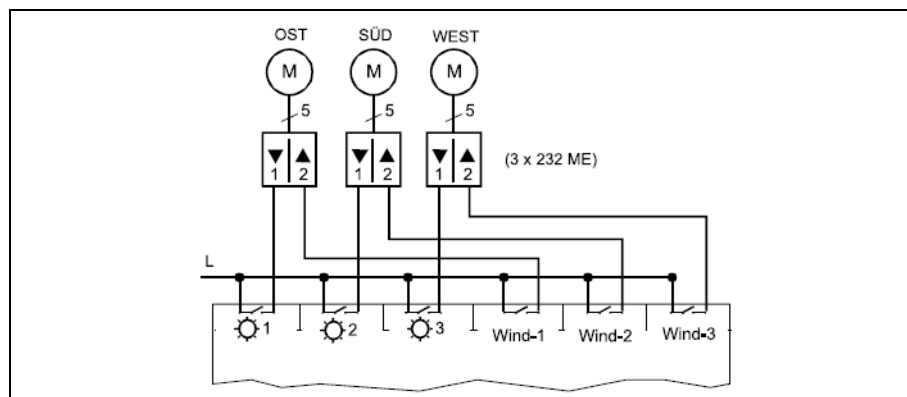 OST SÜD WEST
M M M
5 5 5
1 2 1 2 1 2 (3 x 232 ME)
L
1 2 3 Wind-1 Wind-2 Wind-3